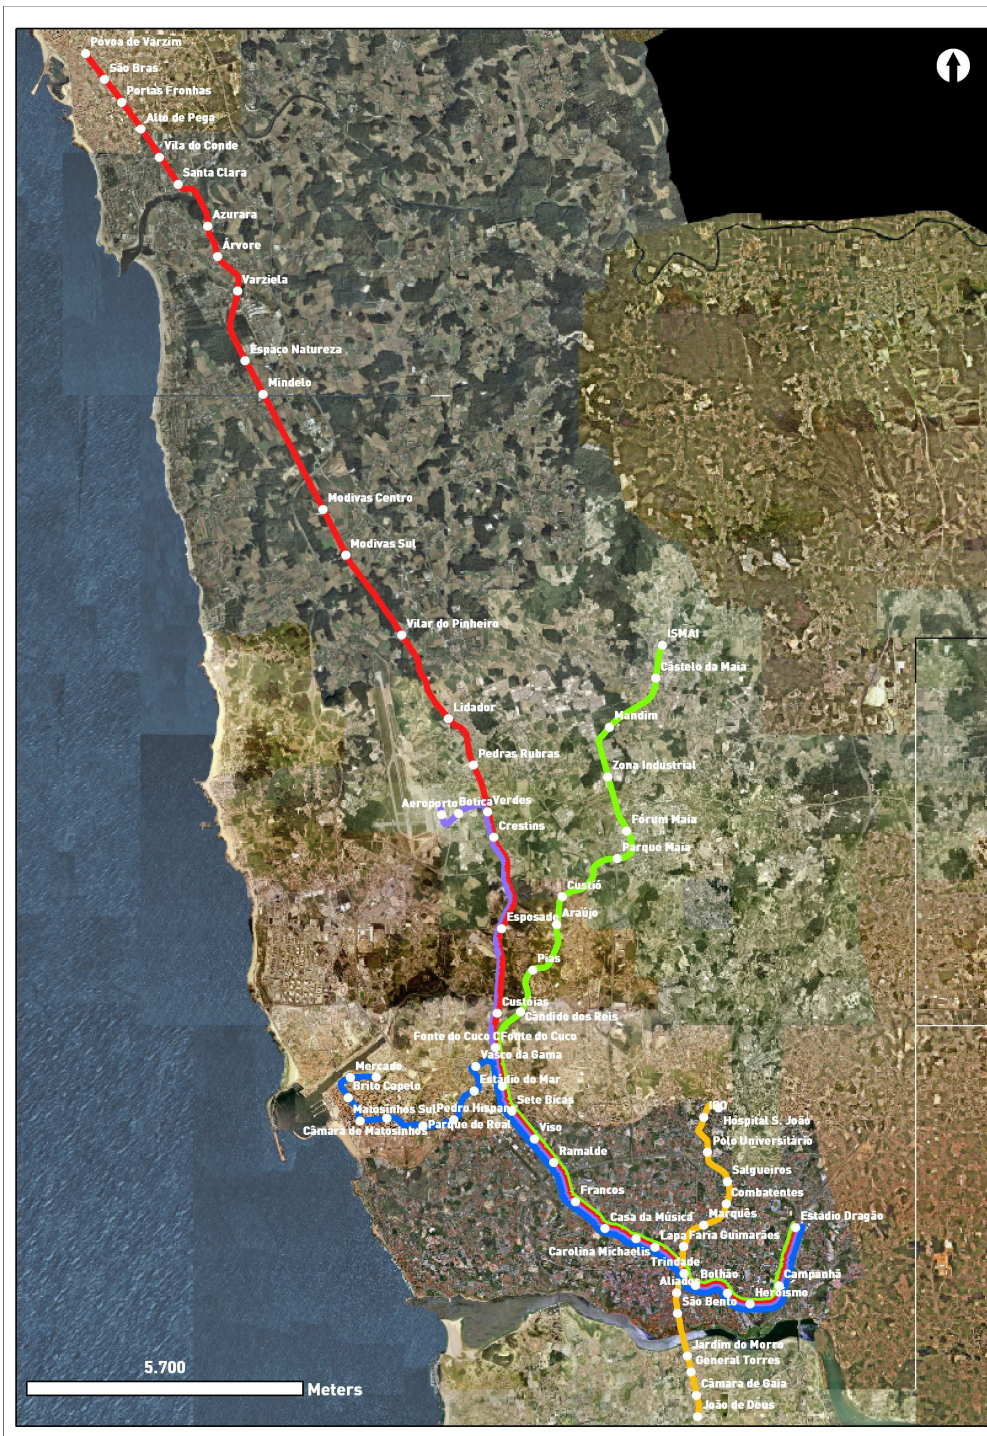 Póvoa de Varzim
São Bras
Portas Fronhas
Alto de Pega
Vila do Conde
Santa Clara
Azurara
Árvore
Varziela
Espaco Natureza
Mindelo
Modivas Centro
Modivas Sul
Vilar do Pinheiro
ISMAI
Castelo da Maia
Lidador
Mandim
Pedras Rubras
Zona Industrial
Aeroporto
Botica
Verdes
Crestins
Fórum Maia
Parque Maia
Custió
Esposade
Araújo
Pias
Custóias
Cândido dos Reis
Fonte do Cuco
Fonte do Cuco
Vasco da Gama
Mercado
Brito Capelo
Estádio do Mar
Matosinhos Sul
Pedro Hispan
Sete Bicas
Câmara de Matosinhos
Parque de Real
IPO
Hospital S. João
Viso
Polo Universitário
Ramalde
Salgueiros
Combatentes
Francos
Casa da Música
Marquês
Estádio Dragão
Lapa
Faria Guimarães
Carolina Michaelis
Trindade
Aliados
Bolhão
Campanhã
São Bento
Heroismo
Jardim do Morro
General Torres
Câmara de Gaia
João de Deus
5.700
Meters